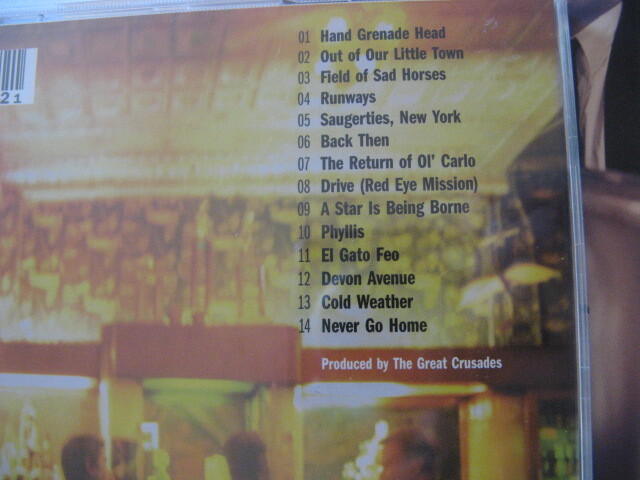 21
01 Hand Grenade Head
02 Out of Our Little Town
03 Field of Sad Horses
04 Runways
05 Saugerties, New York
06 Back Then
07 The Return of Ol' Carlo
08 Drive (Red Eye Mission)
09 A Star Is Being Borne
10 Phyllis
11 El Gato Feo
12 Devon Avenue
13 Cold Weather
14 Never Go Home
Produced by The Great Crusades